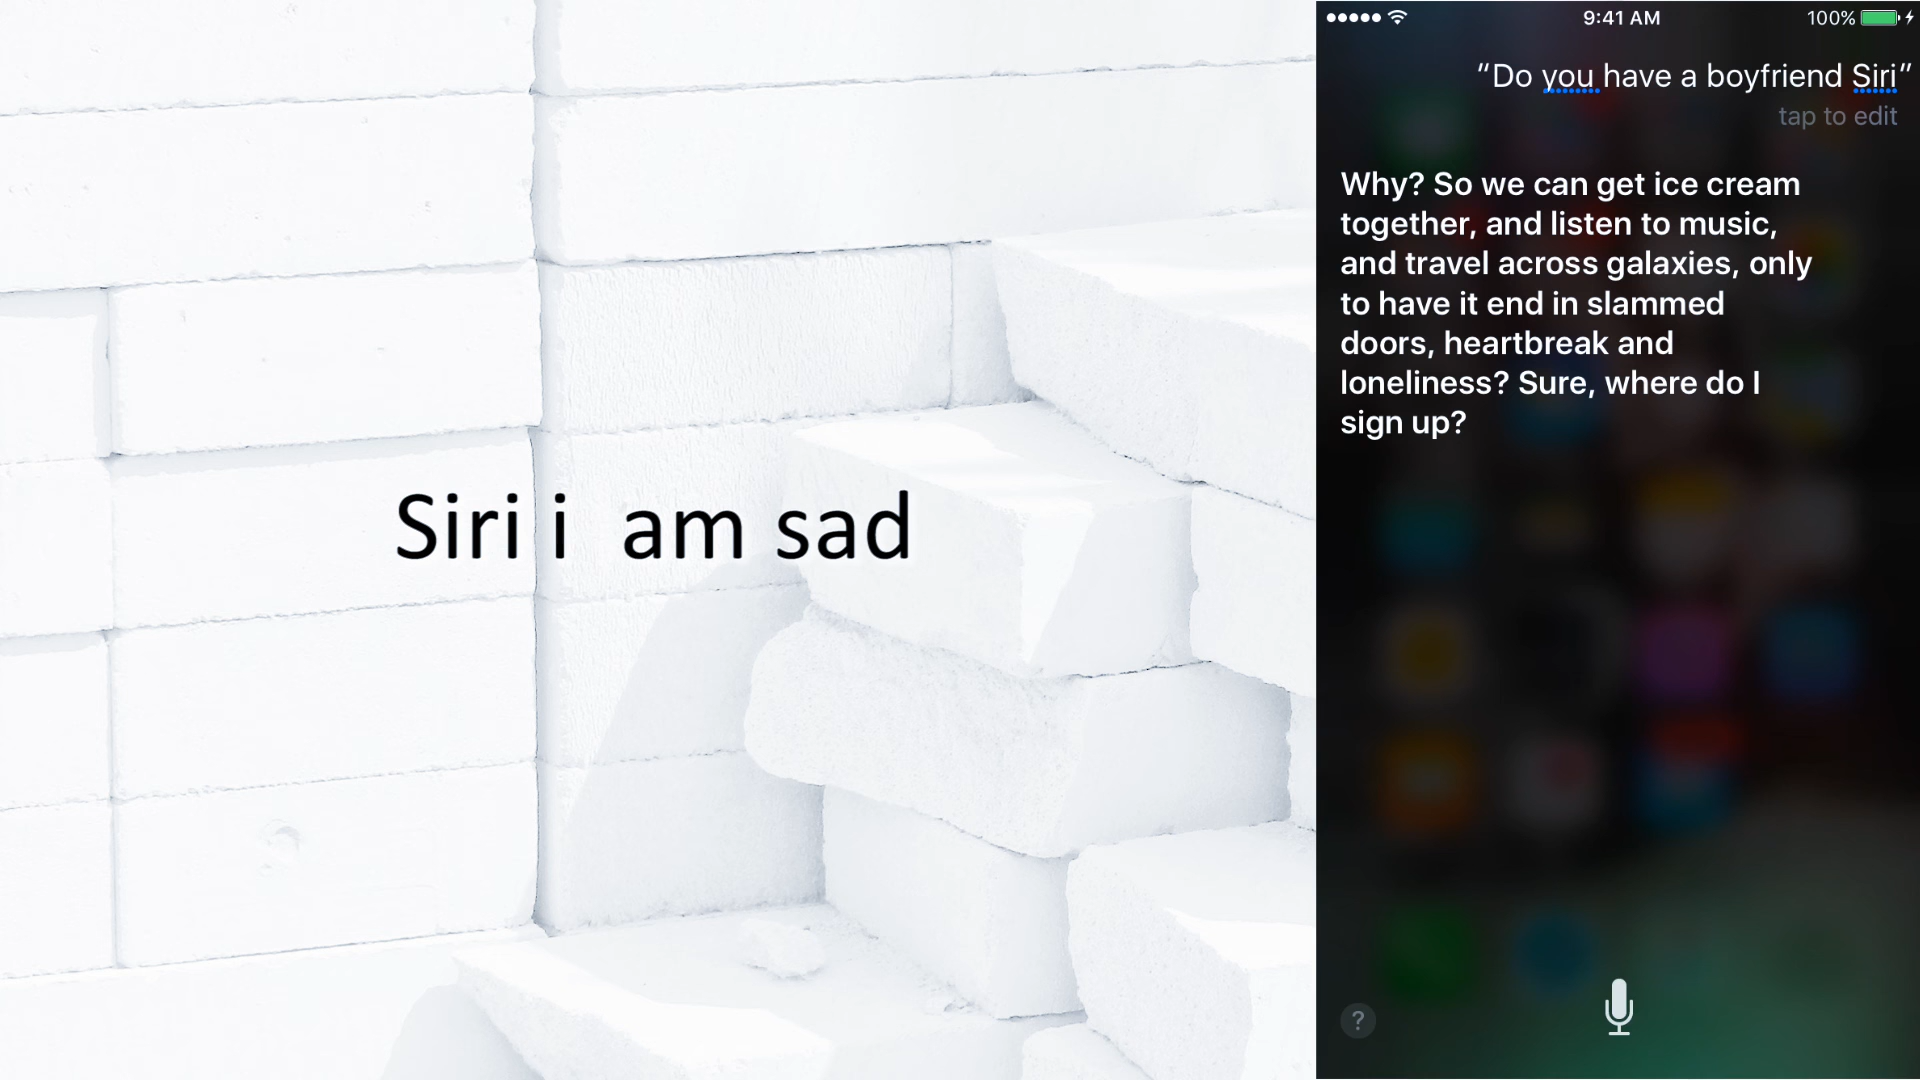 Siri i  am sad
9:41 AM
100%
“Do you have a boyfriend Siri”
tap to edit
Why? So we can get ice cream
together, and listen to music,
and travel across galaxies, only
to have it end in slammed
doors, heartbreak and
loneliness? Sure, where do I
sign up?
?